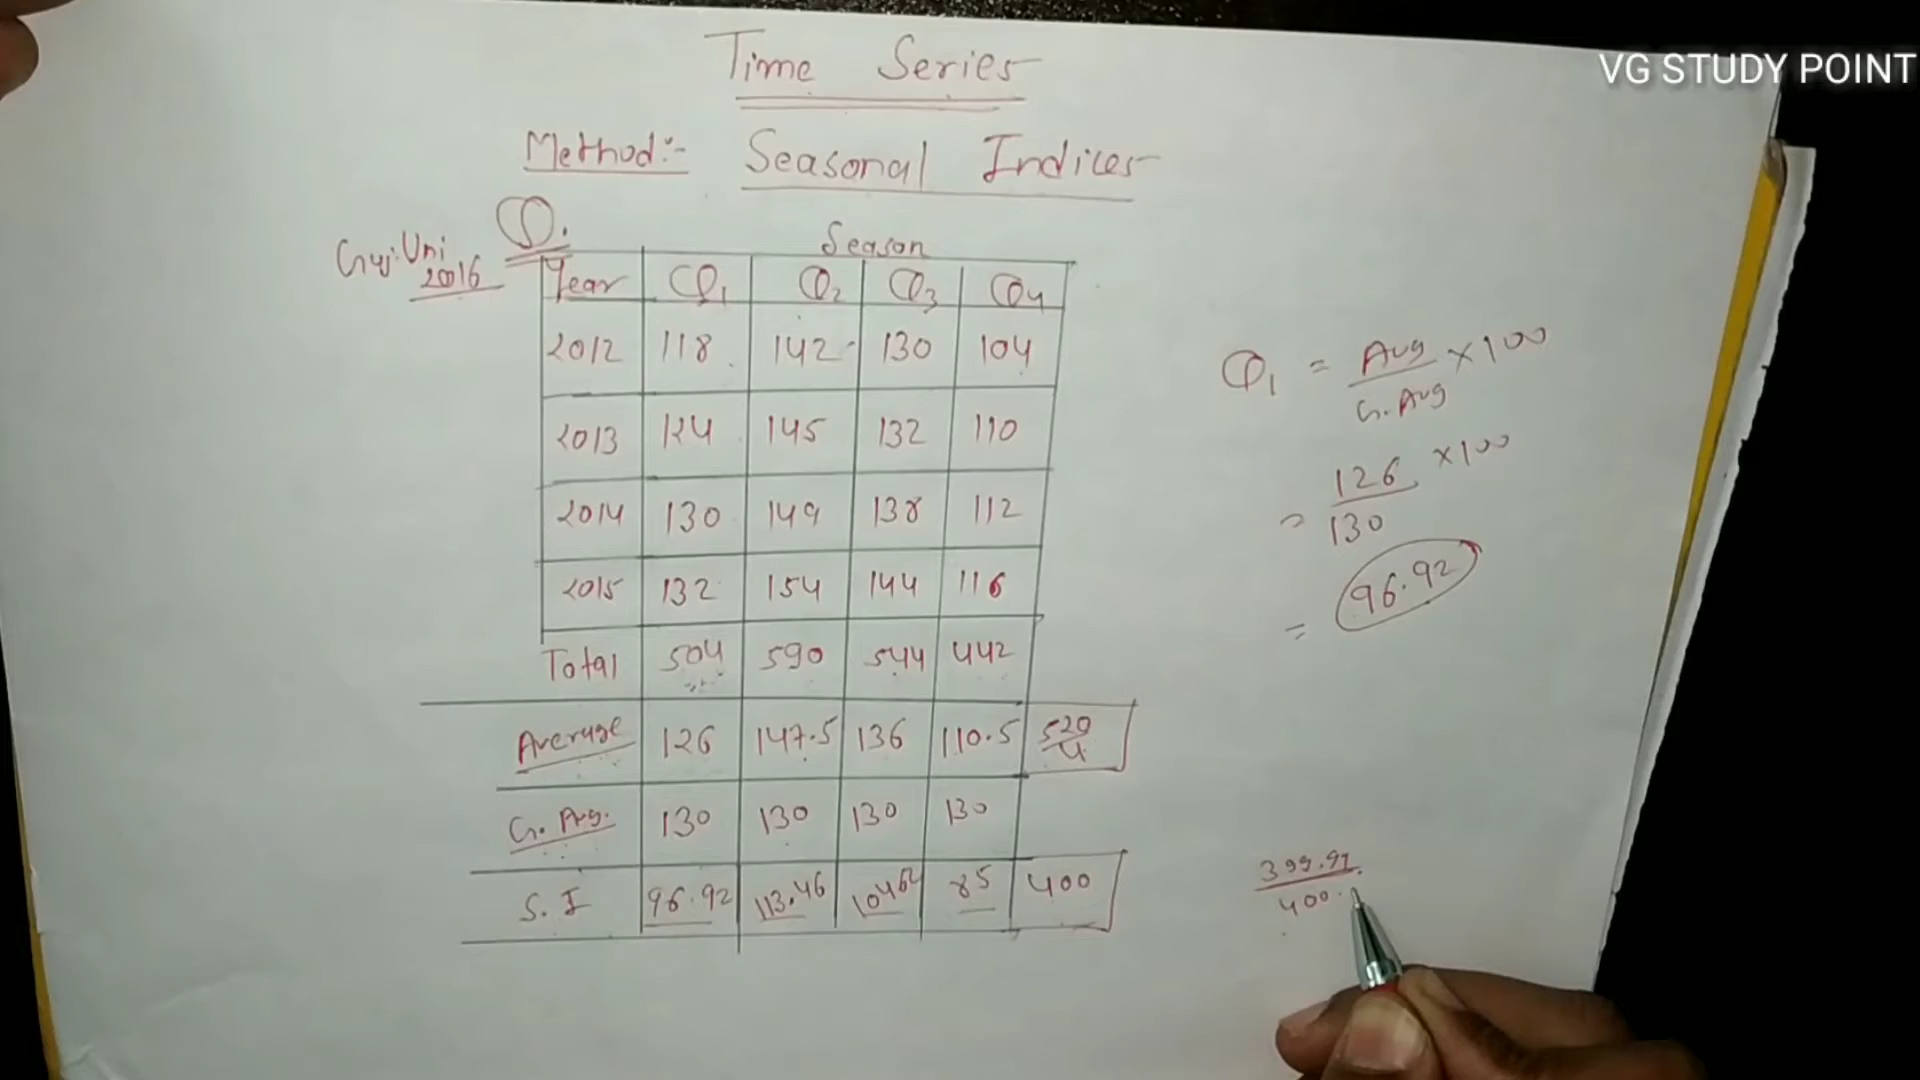 VG STUDY POINT
Time Series
Method:- Seasonal Indices
Q.
Guj. Uni
2016
Season
Year Q1 Q2 Q3 Q4
2012 118 142 130 104
2013 124 145 132 110
2014 130 149 138 112
2015 132 154 144 116
Total 504 590 544 442
Average 126 147.5 136 110.5 520/4
G. Avg. 130 130 130 130
S. I 96.92 113.46 104.62 85 400
Q1 = Avg/G. Avg × 100
= 126/130 × 100
= 96.92
399.91
400.